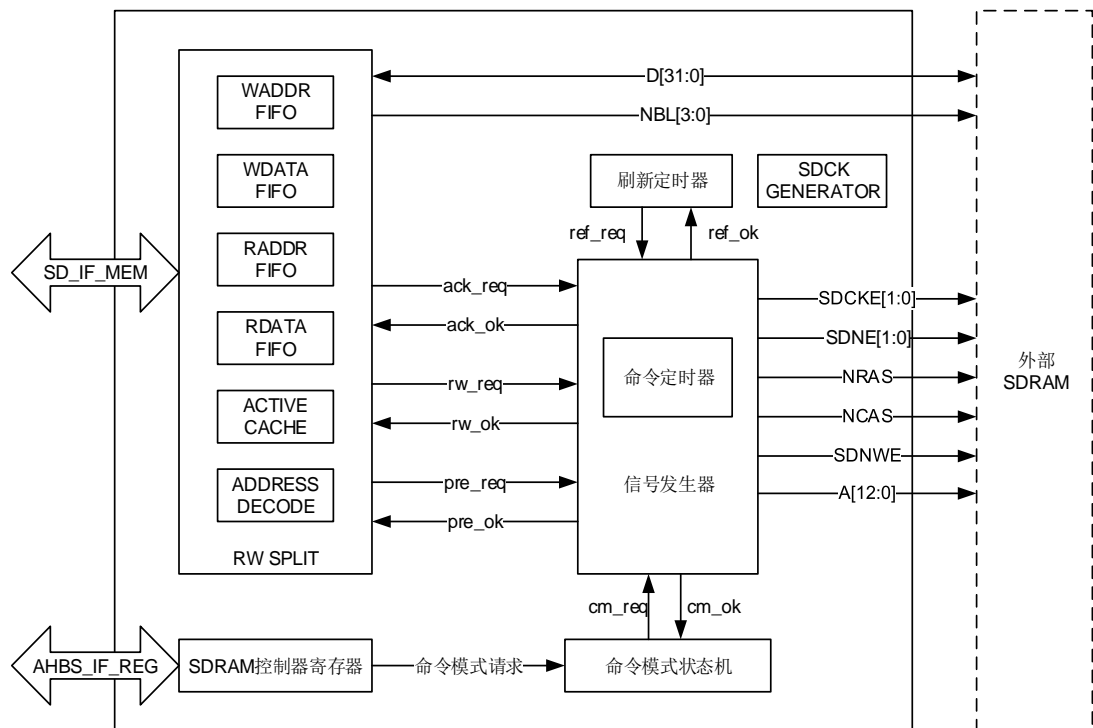 WADDR
FIFO
WDATA
FIFO
RADDR
FIFO
RDATA
FIFO
ACTIVE
CACHE
ADDRESS
DECODE
RW SPLIT
SD_IF_MEM
D[31:0]
NBL[3:0]
刷新定时器
SDCK
GENERATOR
ref_req
ref_ok
ack_req
ack_ok
rw_req
rw_ok
pre_req
pre_ok
命令定时器
信号发生器
SDCKE[1:0]
SDNE[1:0]
NRAS
NCAS
SDNWE
A[12:0]
外部
SDRAM
cm_req
cm_ok
AHBS_IF_REG
SDRAM控制器寄存器
命令模式请求
命令模式状态机